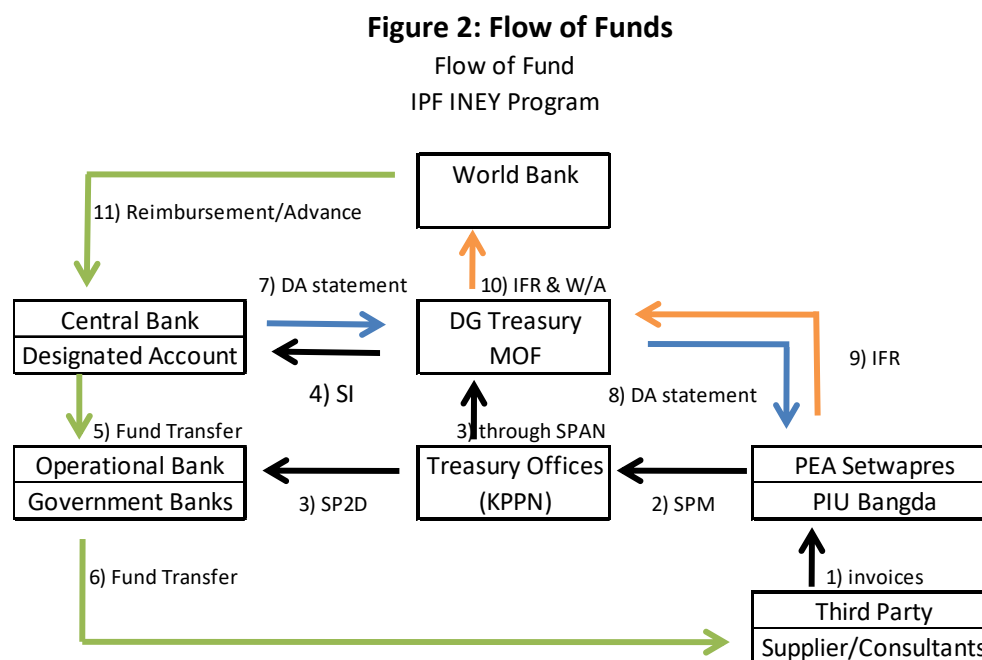 Figure 2: Flow of Funds
Flow of Fund
IPF INEY Program
World Bank
11) Reimbursement/Advance
7) DA statement
10) IFR & W/A
Central Bank
Designated Account
DG Treasury
MOF
4) SI
9) IFR
8) DA statement
5) Fund Transfer
3) through SPAN
Operational Bank
Government Banks
3) SP2D
Treasury Offices
(KPPN)
2) SPM
PEA Setwapres
PIU Bangda
6) Fund Transfer
1) invoices
Third Party
Supplier/Consultants